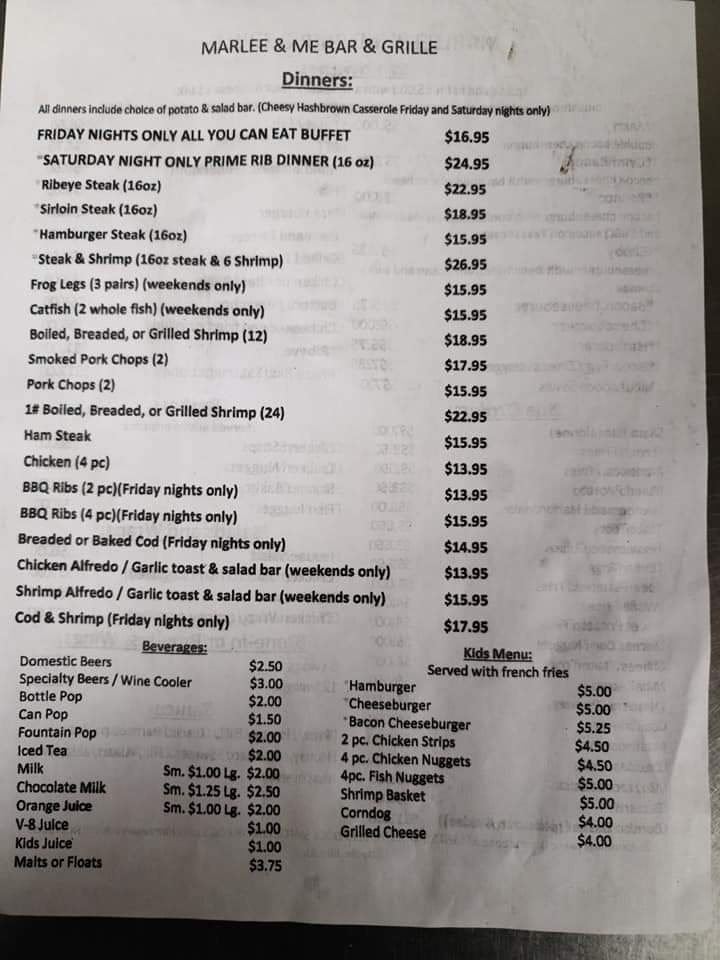 MARLEE & ME BAR & GRILLE
Dinners:
All dinners include choice of potato & salad bar. (Cheesy Hashbrown Casserole Friday and Saturday nights only)
FRIDAY NIGHTS ONLY ALL YOU CAN EAT BUFFET $16.95
*SATURDAY NIGHT ONLY PRIME RIB DINNER (16 oz) $24.95
*Ribeye Steak (16oz) $22.95
*Sirloin Steak (16oz) $18.95
*Hamburger Steak (16oz) $15.95
*Steak & Shrimp (16oz steak & 6 Shrimp) $26.95
Frog Legs (3 pairs) (weekends only) $15.95
Catfish (2 whole fish) (weekends only) $15.95
Boiled, Breaded, or Grilled Shrimp (12) $18.95
Smoked Pork Chops (2) $17.95
Pork Chops (2) $15.95
1# Boiled, Breaded, or Grilled Shrimp (24) $22.95
Ham Steak $15.95
Chicken (4 pc) $13.95
BBQ Ribs (2 pc)(Friday nights only) $13.95
BBQ Ribs (4 pc)(Friday nights only) $15.95
Breaded or Baked Cod (Friday nights only) $14.95
Chicken Alfredo / Garlic toast & salad bar (weekends only) $13.95
Shrimp Alfredo / Garlic toast & salad bar (weekends only) $15.95
Cod & Shrimp (Friday nights only) $17.95
Beverages:
Domestic Beers $2.50
Specialty Beers / Wine Cooler $3.00
Bottle Pop $2.00
Can Pop $1.50
Fountain Pop $2.00
Iced Tea $2.00
Milk Sm. $1.00 Lg. $2.00
Chocolate Milk Sm. $1.25 Lg. $2.50
Orange Juice Sm. $1.00 Lg. $2.00
V-8 Juice $1.00
Kids Juice $1.00
Malts or Floats $3.75
Kids Menu:
Served with french fries
*Hamburger $5.00
*Cheeseburger $5.00
*Bacon Cheeseburger $5.25
2 pc. Chicken Strips $4.50
4 pc. Chicken Nuggets $4.50
4pc. Fish Nuggets $5.00
Shrimp Basket $5.00
Corndog $4.00
Grilled Cheese $4.00